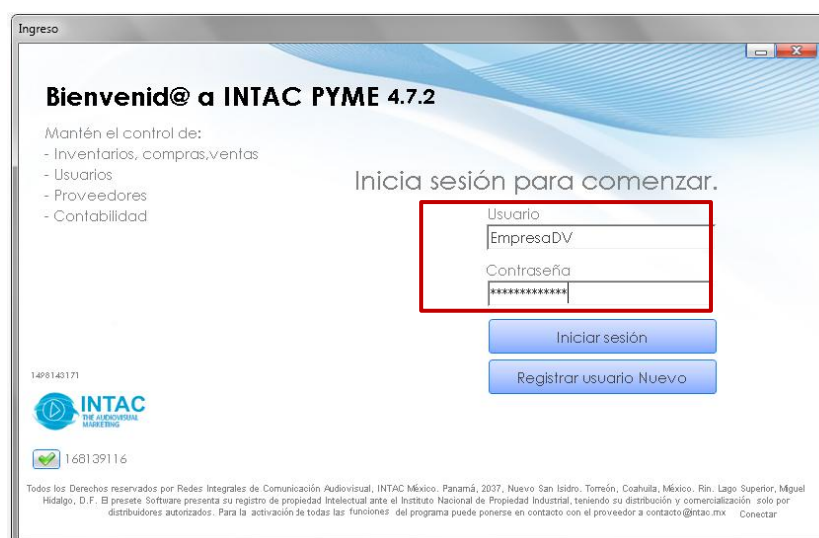 Ingreso
Bienvenid@ a INTAC PYME 4.7.2
Mantén el control de:
- Inventarios, compras,ventas
- Usuarios
- Proveedores
- Contabilidad
Inicia sesión para comenzar.
Usuario
EmpresaDV
Contraseña
*************
Iniciar sesión
Registrar usuario Nuevo
1498143171
INTAC
THE AUDIOVISUAL
MARKETING
168139116
Todos los Derechos reservados por Redes Integrales de Comunicación Audiovisual, INTAC México. Panamá, 2037, Nuevo San Isidro. Torreón, Coahuila, México. Rin. Lago Superior, Miguel
Hidalgo, D.F. El presete Software presenta su registro de propiedad Intelectual ante el Instituto Nacional de Propiedad Industrial, teniendo su distribución y comercialización solo por
distribuidores autorizados. Para la activación de todas las funciones del programa puede ponerse en contacto con el proveedor a contacto@intac.mx Conectar